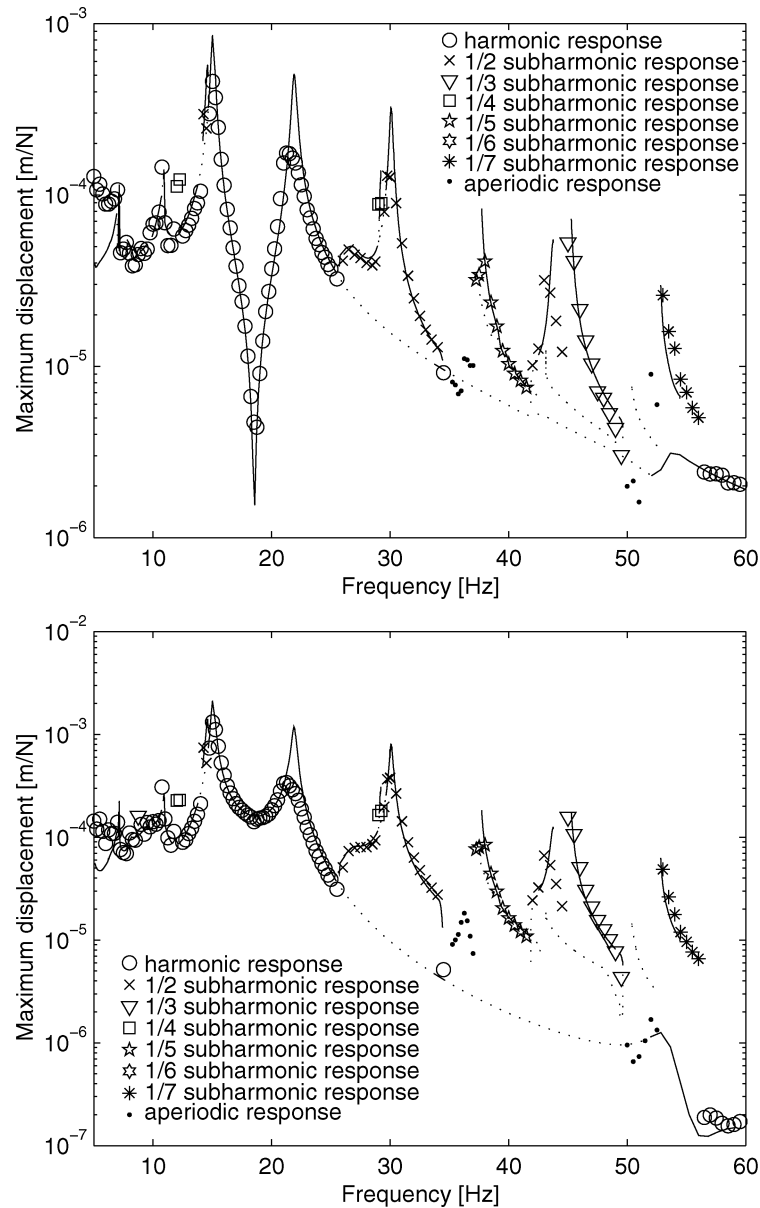 10−3
harmonic response
1/2 subharmonic response
1/3 subharmonic response
1/4 subharmonic response
1/5 subharmonic response
1/6 subharmonic response
1/7 subharmonic response
aperiodic response
10−4
Maximum displacement [m/N]
10−5
10−6
10 20 30 40 50 60
Frequency [Hz]
10−2
10−3
10−4
Maximum displacement [m/N]
10−5
harmonic response
1/2 subharmonic response
1/3 subharmonic response
1/4 subharmonic response
1/5 subharmonic response
1/6 subharmonic response
1/7 subharmonic response
aperiodic response
10−6
10−7
10 20 30 40 50 60
Frequency [Hz]